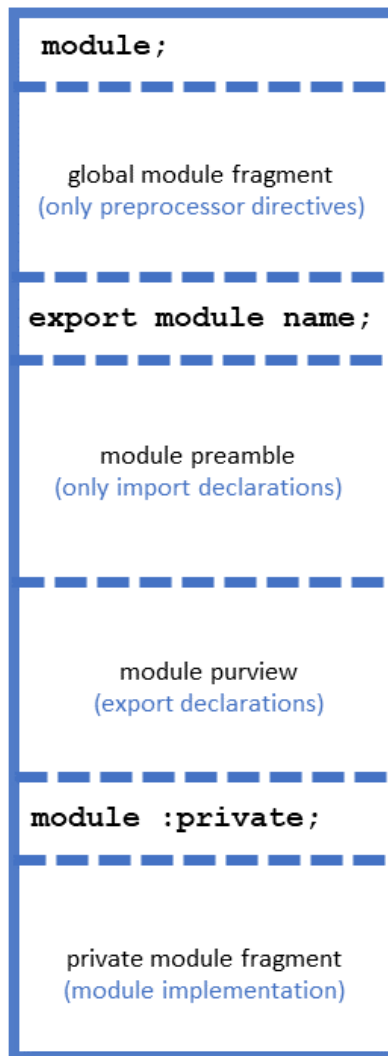 module;
global module fragment
(only preprocessor directives)
export module name;
module preamble
(only import declarations)
module purview
(export declarations)
module :private;
private module fragment
(module implementation)